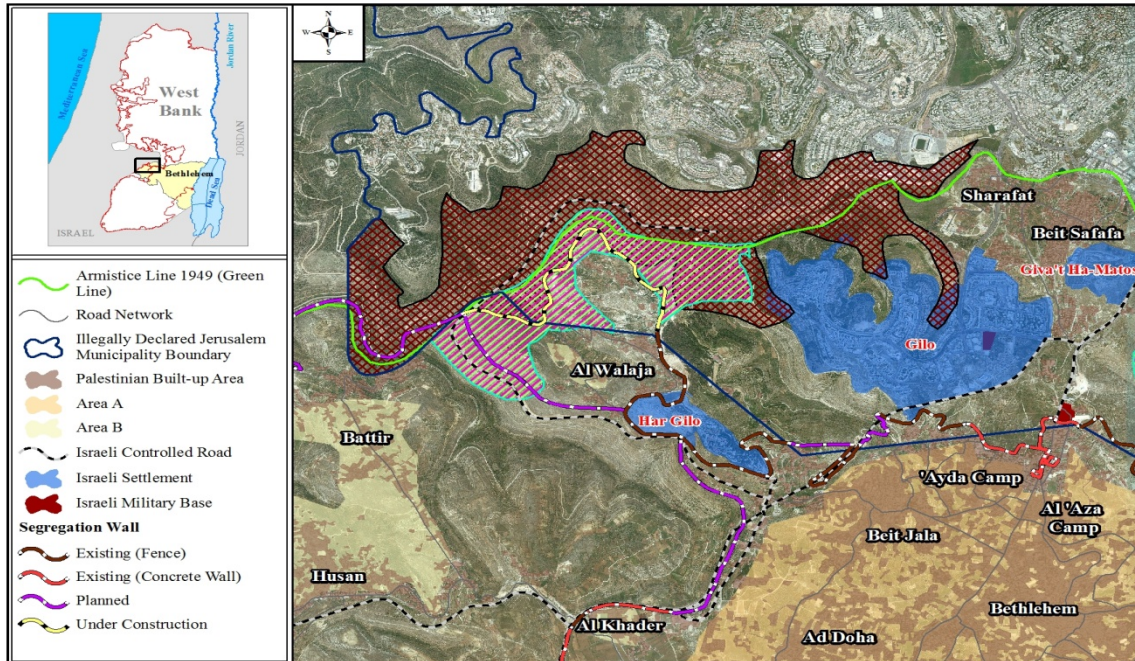 Mediterranean Sea
Jordan River
West
Bank
JORDAN
Bethlehem
Dead Sea
ISRAEL
Armistice Line 1949 (Green
Line)
Road Network
Illegally Declared Jerusalem
Municipality Boundary
Palestinian Built-up Area
Area A
Area B
Israeli Controlled Road
Israeli Settlement
Israeli Military Base
Segregation Wall
Existing (Fence)
Existing (Concrete Wall)
Planned
Under Construction
N
W E
S
Sharafat
Beit Safafa
Giva't Ha-Matos
Gilo
Al Walaja
Har Gilo
Battir
'Ayda Camp
Al 'Aza
Camp
Beit Jala
Husan
Bethlehem
Al Khader
Ad Doha